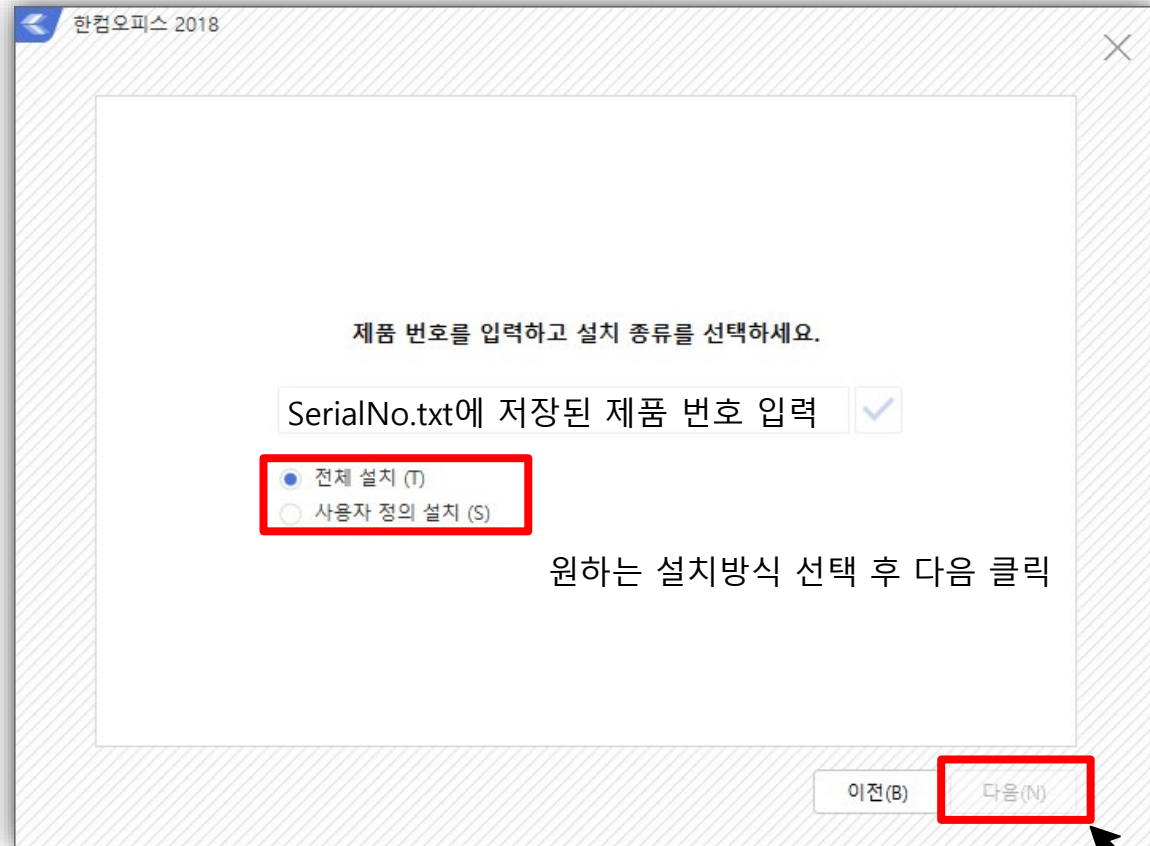 한컴오피스 2018
제품 번호를 입력하고 설치 종류를 선택하세요.
SerialNo.txt에 저장된 제품 번호 입력
전체 설치 (T)
사용자 정의 설치 (S)
원하는 설치방식 선택 후 다음 클릭
이전(B)
다음(N)